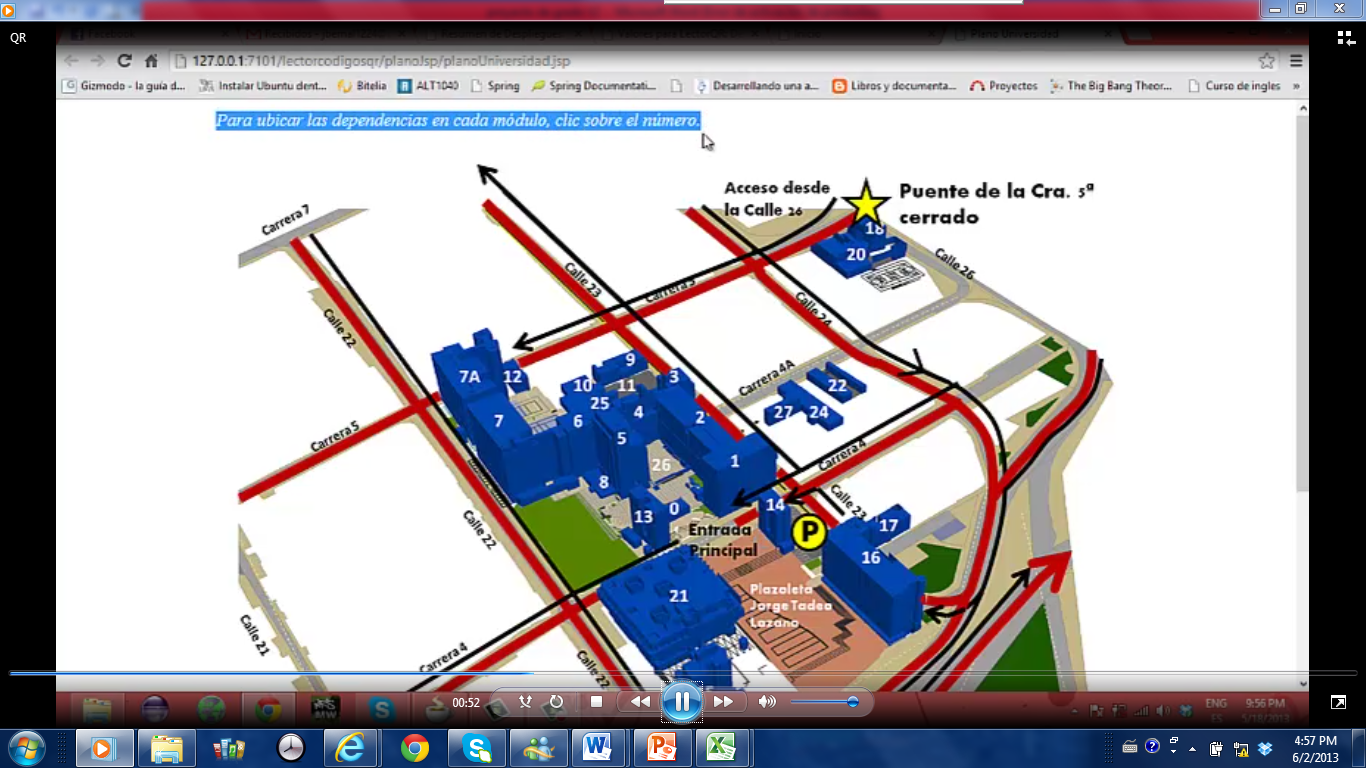 QR
127.0.0.1:7101/lectorcodigosqr/planoJsp/planoUniversidad.jsp
Gizmodo - la guía d...
Instalar Ubuntu dent...
Bitelia
ALT1040
Spring
Spring Documentati...
Desarrollando una a...
Libros y documenta...
Proyectos
The Big Bang Theor...
Curso de ingles
»
Para ubicar las dependencias en cada módulo, clic sobre el número.
Acceso desde
la Calle 26
Puente de la Cra. 5ª
cerrado
Carrera 7
18
20
Calle 26
Calle 23
Carrera 5
Calle 24
Calle 22
9
7A
12
10
11
3
Carrera 4A
22
25
4
2
27
24
7
6
5
Carrera 5
1
26
Carrera 4
8
Calle 23
14
13
0
17
Calle 22
Entrada
Principal
P
16
21
Plazoleta
Jorge Tadeo
Lozano
Calle 21
Carrera 4
Calle 22
00:52
ENG
ES
9:56 PM
5/18/2013
4:57 PM
6/2/2013